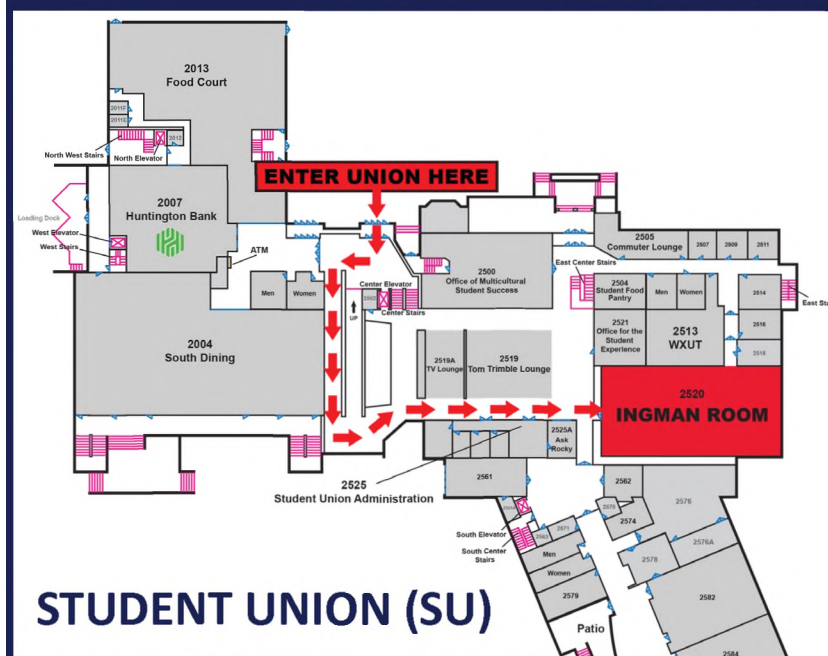 2013
Food Court
2011F
2011E
2012
North West Stairs
North Elevator
ENTER UNION HERE
2007
Huntington Bank
Loading Dock
West Elevator
West Stairs
ATM
Men
Women
2004
South Dining
UP
2502
Center Elevator
Center Stairs
2500
Office of Multicultural
Student Success
2505
Commuter Lounge
2507
2509
2511
East Center Stairs
2504
Student Food
Pantry
Men
Women
2514
East Sta
2521
Office for the
Student
Experience
2513
WXUT
2516
2518
2519A
TV Lounge
2519
Tom Trimble Lounge
2520
INGMAN ROOM
2525A
Ask
Rocky
2525
Student Union Administration
2561
2562
2576
2570
2574
2576A
2578
South Elevator
South Center
Stairs
2563
2571
Men
Women
2579
2582
Patio
2584
STUDENT UNION (SU)